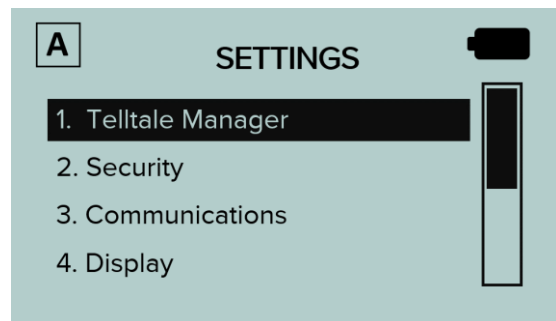 A
SETTINGS
1. Telltale Manager
2. Security
3. Communications
4. Display